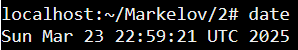 localhost:~/Markelov/2# date
Sun Mar 23 22:59:21 UTC 2025